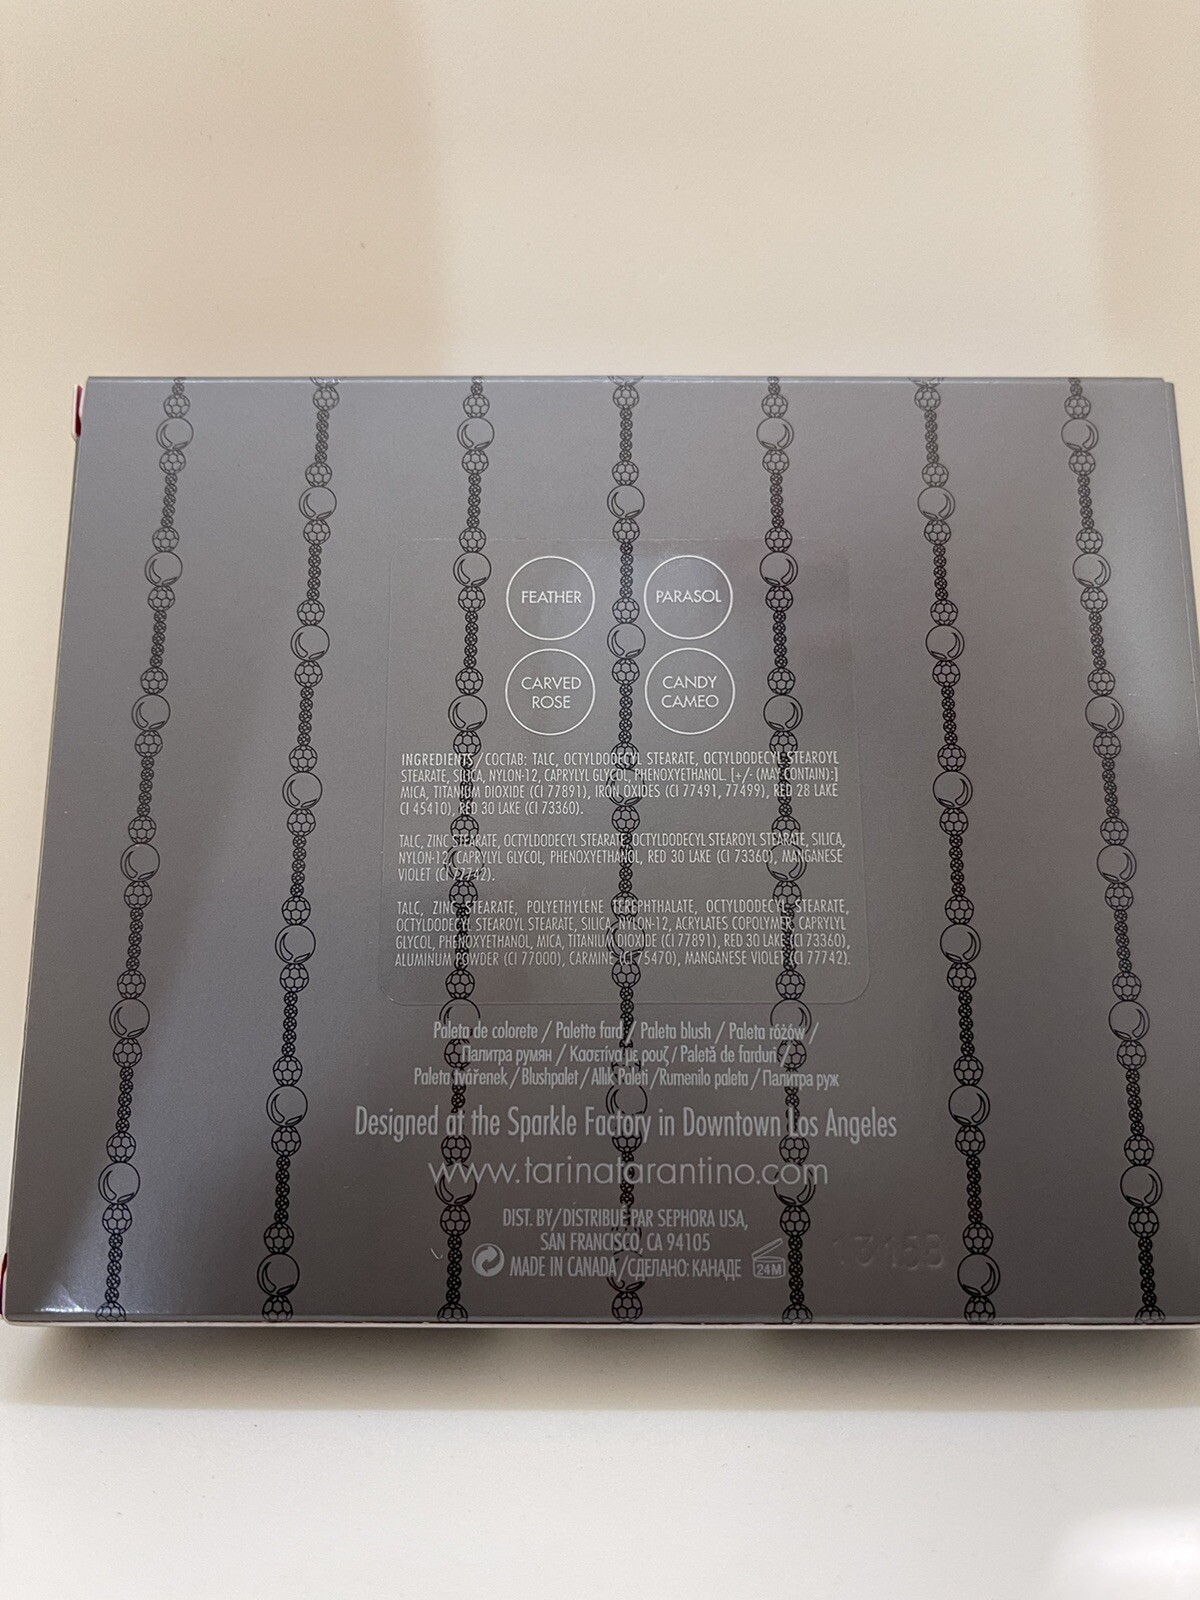 FEATHER
PARASOL
CARVED
ROSE
CANDY
CAMEO
INGREDIENTS/СОСТАВ: TALC, OCTYLDODECYL STEARATE, OCTYLDODECYL STEAROYL
STEARATE, SILICA, NYLON-12, CAPRYLYL GLYCOL, PHENOXYETHANOL. [+/- (MAY CONTAIN):]
MICA, TITANIUM DIOXIDE (CI 77891), IRON OXIDES (CI 77491, 77499), RED 28 LAKE
CI 45410), RED 30 LAKE (CI 73360).
TALC, ZINC STEARATE, OCTYLDODECYL STEARATE, OCTYLDODECYL STEAROYL STEARATE, SILICA,
NYLON-12, CAPRYLYL GLYCOL, PHENOXYETHANOL, RED 30 LAKE (CI 73360), MANGANESE
VIOLET (CI 77742).
TALC, ZINC STEARATE, POLYETHYLENE TEREPHTHALATE, OCTYLDODECYL STEARATE,
OCTYLDODECYL STEAROYL STEARATE, SILICA, NYLON-12, ACRYLATES COPOLYMER, CAPRYLYL
GLYCOL, PHENOXYETHANOL, MICA, TITANIUM DIOXIDE (CI 77891), RED 30 LAKE (CI 73360),
ALUMINUM POWDER (CI 77000), CARMINE (CI 75470), MANGANESE VIOLET (CI 77742).
Paleta de colorete / Palette fard / Paleta blush / Paleta różów /
Палитра румян / Κασετίνα με ρουζ / Paletă de farduri /
Paleta tvářenek / Blushpalet / Allık Paleti / Rumenilo paleta / Палитра руж
Designed at the Sparkle Factory in Downtown Los Angeles
www.tarinatarantino.com
DIST. BY/DISTRIBUÉ PAR SEPHORA USA,
SAN FRANCISCO, CA 94105
MADE IN CANADA/СДЕЛАНО: КАНАДЕ
24M
13158